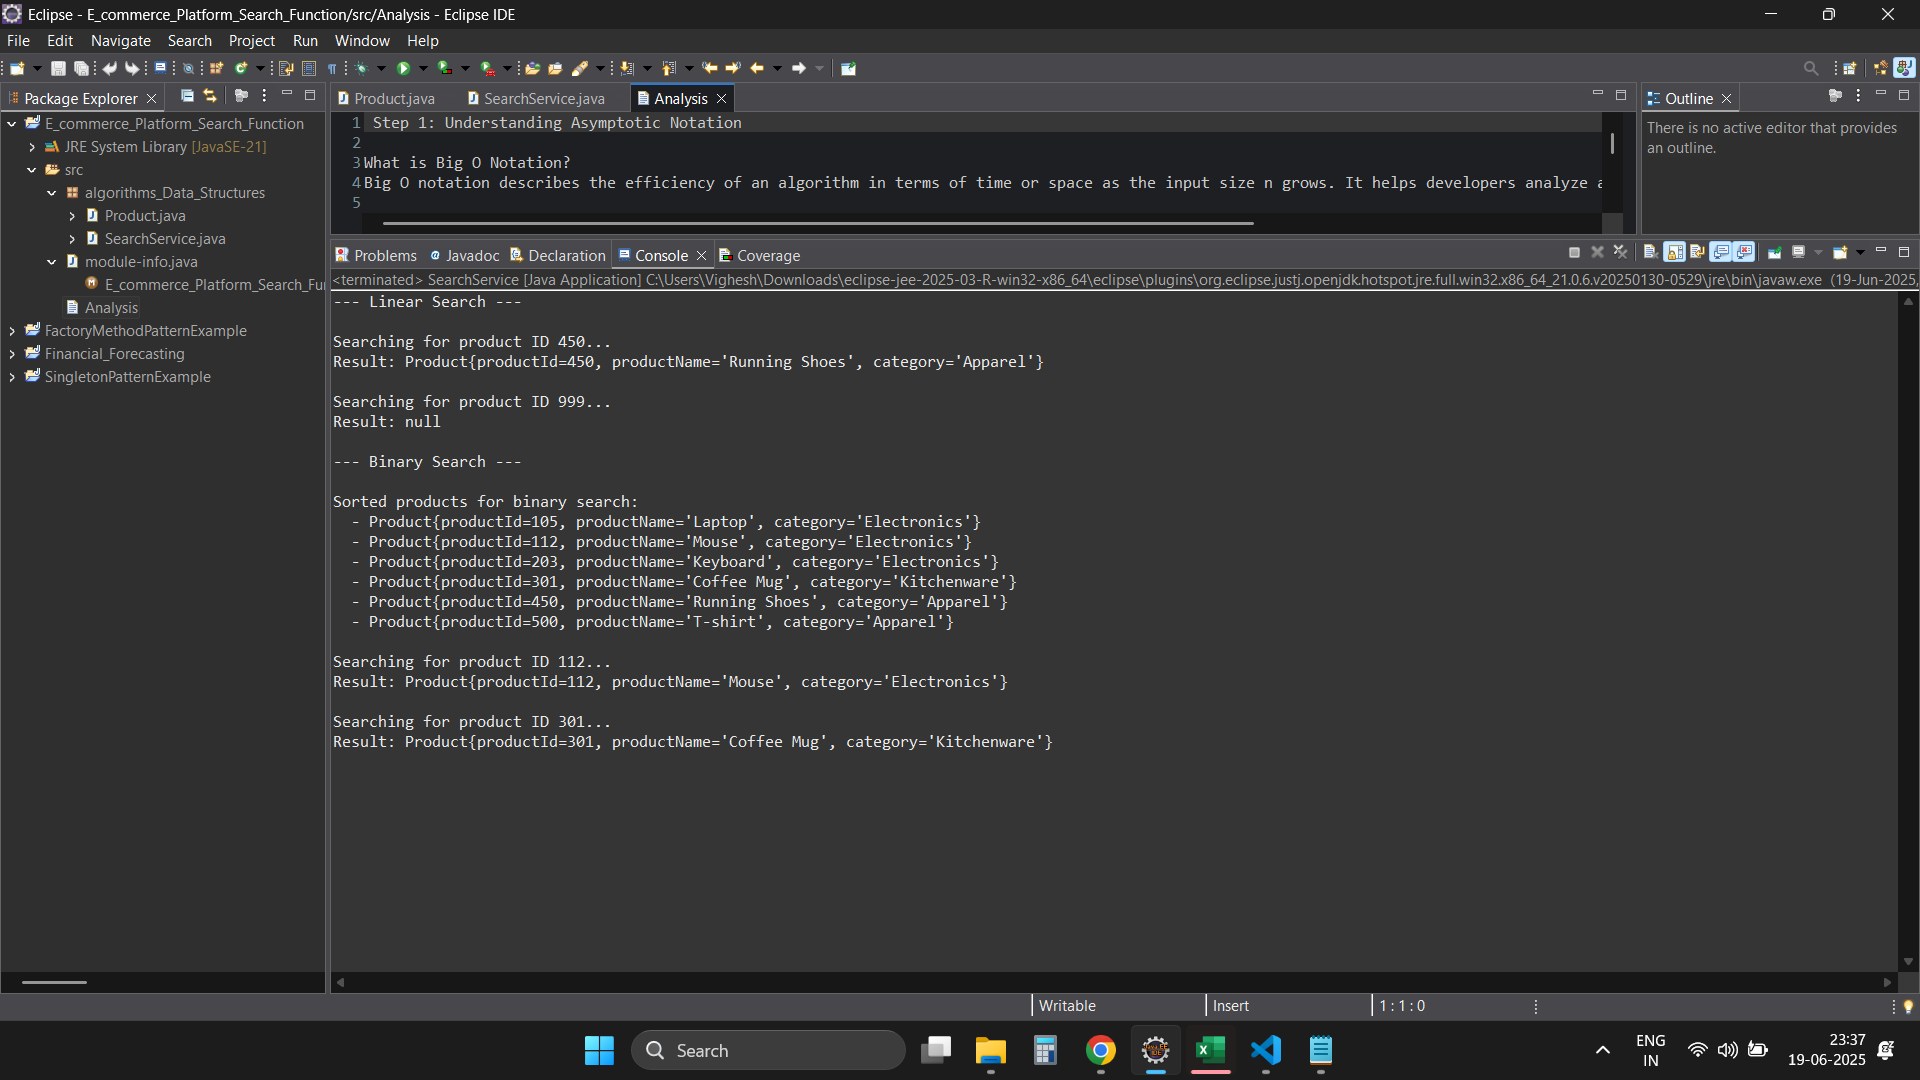 Eclipse - E_commerce_Platform_Search_Function/src/Analysis - Eclipse IDE
File Edit Navigate Search Project Run Window Help
Package Explorer
E_commerce_Platform_Search_Function
JRE System Library [JavaSE-21]
src
algorithms_Data_Structures
Product.java
SearchService.java
module-info.java
E_commerce_Platform_Search_Fu
Analysis
FactoryMethodPatternExample
Financial_Forecasting
SingletonPatternExample
Product.java SearchService.java Analysis
1 Step 1: Understanding Asymptotic Notation
2
3 What is Big O Notation?
4 Big O notation describes the efficiency of an algorithm in terms of time or space as the input size n grows. It helps developers analyze
5
Outline
There is no active editor that provides
an outline.
Problems Javadoc Declaration Console Coverage
<terminated> SearchService [Java Application] C:\Users\Vighesh\Downloads\eclipse-jee-2025-03-R-win32-x86_64\eclipse\plugins\org.eclipse.justj.openjdk.hotspot.jre.full.win32.x86_64_21.0.6.v20250130-0529\jre\bin\javaw.exe (19-Jun-2025,
--- Linear Search ---
Searching for product ID 450...
Result: Product{productId=450, productName='Running Shoes', category='Apparel'}
Searching for product ID 999...
Result: null
--- Binary Search ---
Sorted products for binary search:
- Product{productId=105, productName='Laptop', category='Electronics'}
- Product{productId=112, productName='Mouse', category='Electronics'}
- Product{productId=203, productName='Keyboard', category='Electronics'}
- Product{productId=301, productName='Coffee Mug', category='Kitchenware'}
- Product{productId=450, productName='Running Shoes', category='Apparel'}
- Product{productId=500, productName='T-shirt', category='Apparel'}
Searching for product ID 112...
Result: Product{productId=112, productName='Mouse', category='Electronics'}
Searching for product ID 301...
Result: Product{productId=301, productName='Coffee Mug', category='Kitchenware'}
Writable Insert 1 : 1 : 0
Search
ENG
IN
23:37
19-06-2025